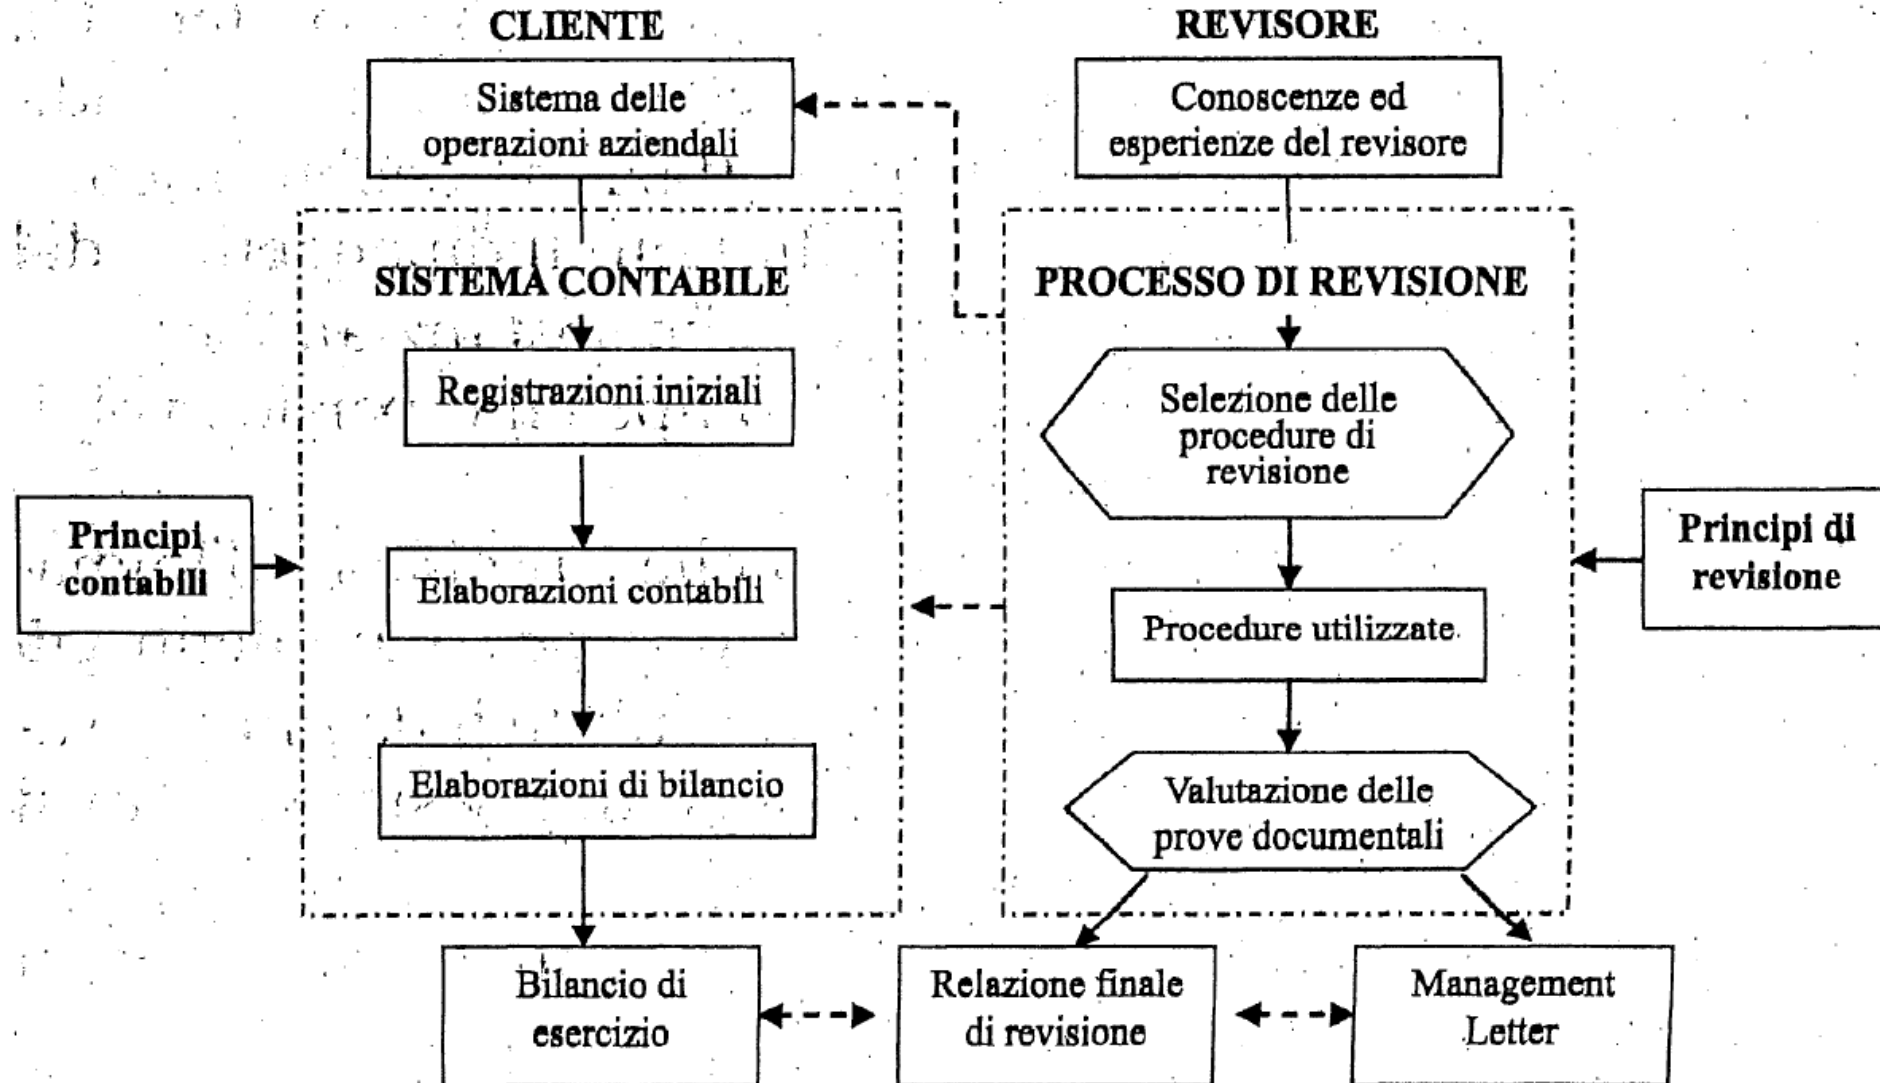 CLIENTE
Sistema delle
operazioni aziendali
SISTEMA CONTABILE
Registrazioni iniziali
Principi
contabili
Elaborazioni contabili
Elaborazioni di bilancio
Bilancio di
esercizio
REVISORE
Conoscenze ed
esperienze del revisore
PROCESSO DI REVISIONE
Selezione delle
procedure di
revisione
Principi di
revisione
Procedure utilizzate
Valutazione delle
prove documentali
Relazione finale
di revisione
Management
Letter